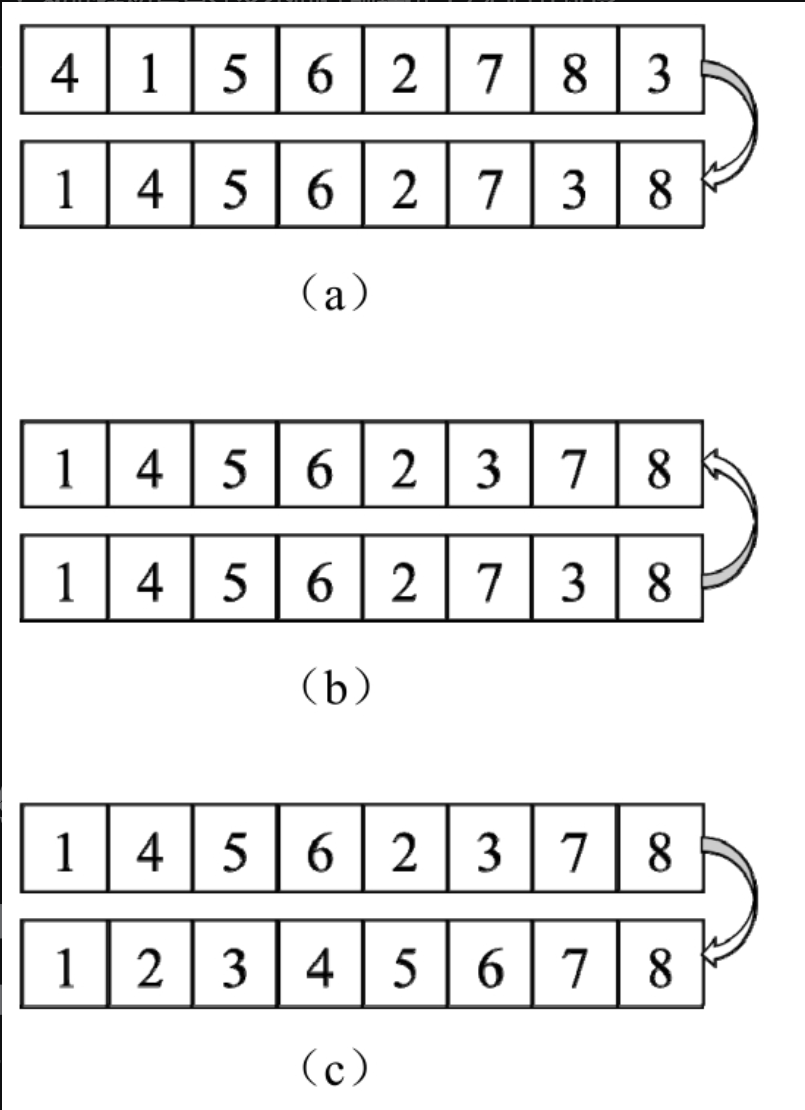 4 1 5 6 2 7 8 3
1 4 5 6 2 7 3 8
（a）
1 4 5 6 2 3 7 8
1 4 5 6 2 7 3 8
（b）
1 4 5 6 2 3 7 8
1 2 3 4 5 6 7 8
（c）